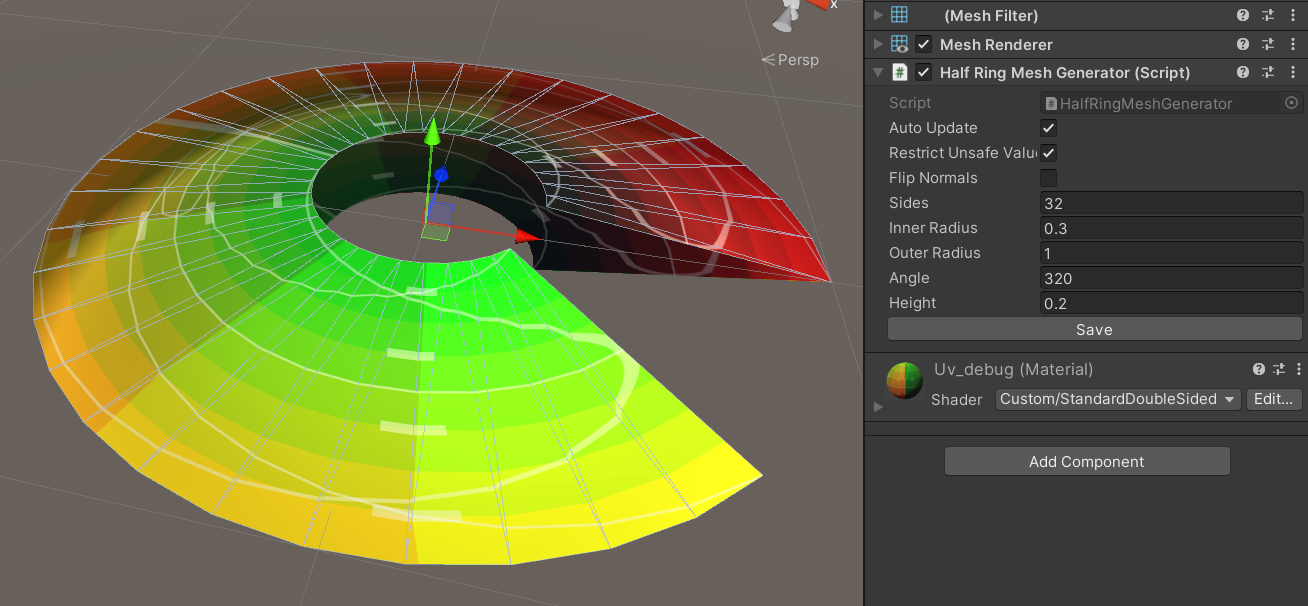 x
Persp
(Mesh Filter)
Mesh Renderer
# Half Ring Mesh Generator (Script)
Script # HalfRingMeshGenerator
Auto Update
Restrict Unsafe Valu
Flip Normals
Sides 32
Inner Radius 0.3
Outer Radius 1
Angle 320
Height 0.2
Save
Uv_debug (Material)
Shader Custom/StandardDoubleSided Edit...
Add Component